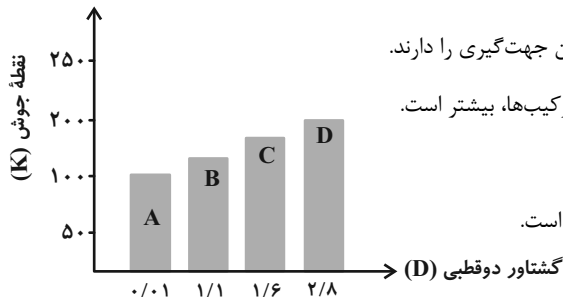 ن جهت‌گیری را دارند.
کیب‌ها، بیشتر است.
است.
نقطهٔ جوش (K)
۲۵۰
۲۰۰
۱۰۰
۵۰
A
B
C
D
۰/۰۱ ۱/۱ ۱/۶ ۲/۸
گشتاور دوقطبی (D)